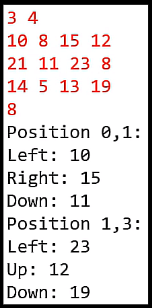 3 4
10 8 15 12
21 11 23 8
14 5 13 19
8
Position 0,1:
Left: 10
Right: 15
Down: 11
Position 1,3:
Left: 23
Up: 12
Down: 19